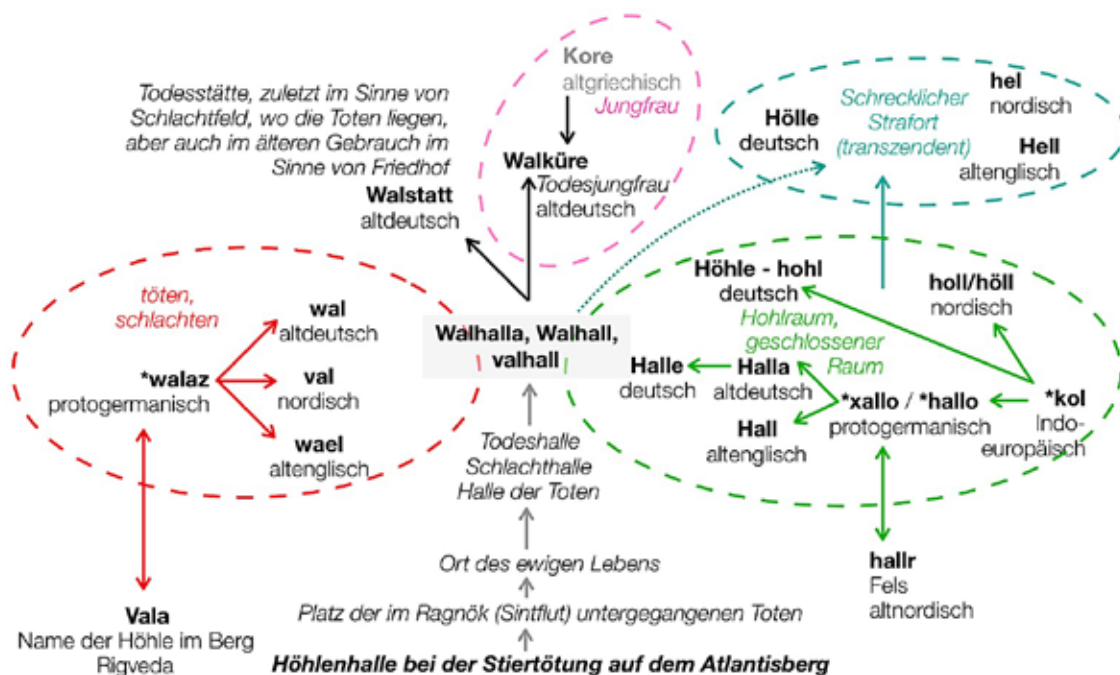 Kore
altgriechisch
Jungfrau
Todesstätte, zuletzt im Sinne von
Schlachtfeld, wo die Toten liegen,
aber auch im älteren Gebrauch im
Sinne von Friedhof
Walstatt
altdeutsch
Walküre
Todesjungfrau
altdeutsch
Hölle
deutsch
Schrecklicher
Strafort
(transzendent)
hel
nordisch
Hell
altenglisch
töten,
schlachten
wal
altdeutsch
*walaz
protogermanisch
val
nordisch
wael
altenglisch
Vala
Name der Höhle im Berg
Rigveda
Walhalla, Walhall,
valhall
Todeshalle
Schlachthalle
Halle der Toten
Ort des ewigen Lebens
Platz der im Ragnök (Sintflut) untergegangenen Toten
Höhlenhalle bei der Stiertötung auf dem Atlantisberg
Höhle - hohl
deutsch
holl/höll
nordisch
Hohlraum,
geschlossener
Raum
Halle
deutsch
Halla
altdeutsch
Hall
altenglisch
*xallo / *hallo
protogermanisch
*kol
Indo-
europäisch
hallr
Fels
altnordisch